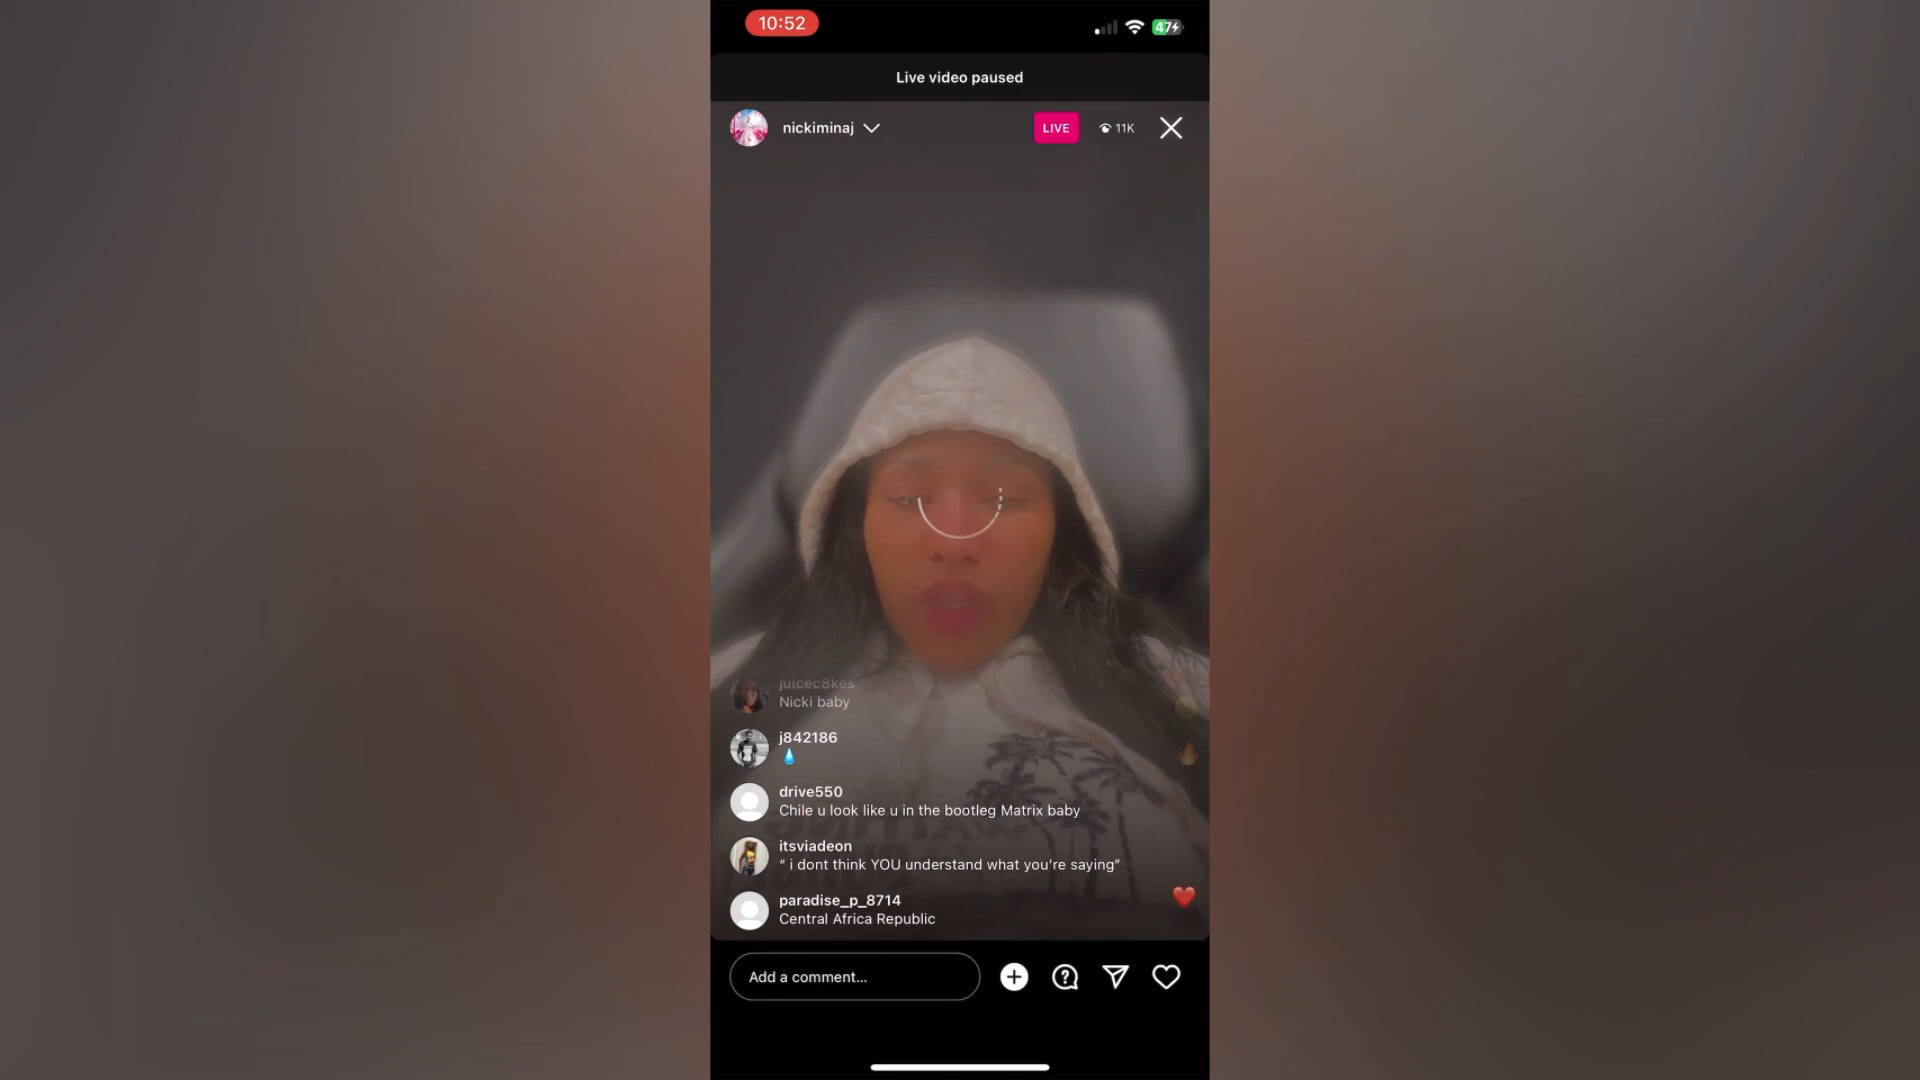 10:52
47
Live video paused
nickiminaj
LIVE
11K
juicec8kes
Nicki baby
j842186
drive550
Chile u look like u in the bootleg Matrix baby
itsviadeon
“ i dont think YOU understand what you’re saying”
paradise_p_8714
Central Africa Republic
Add a comment...